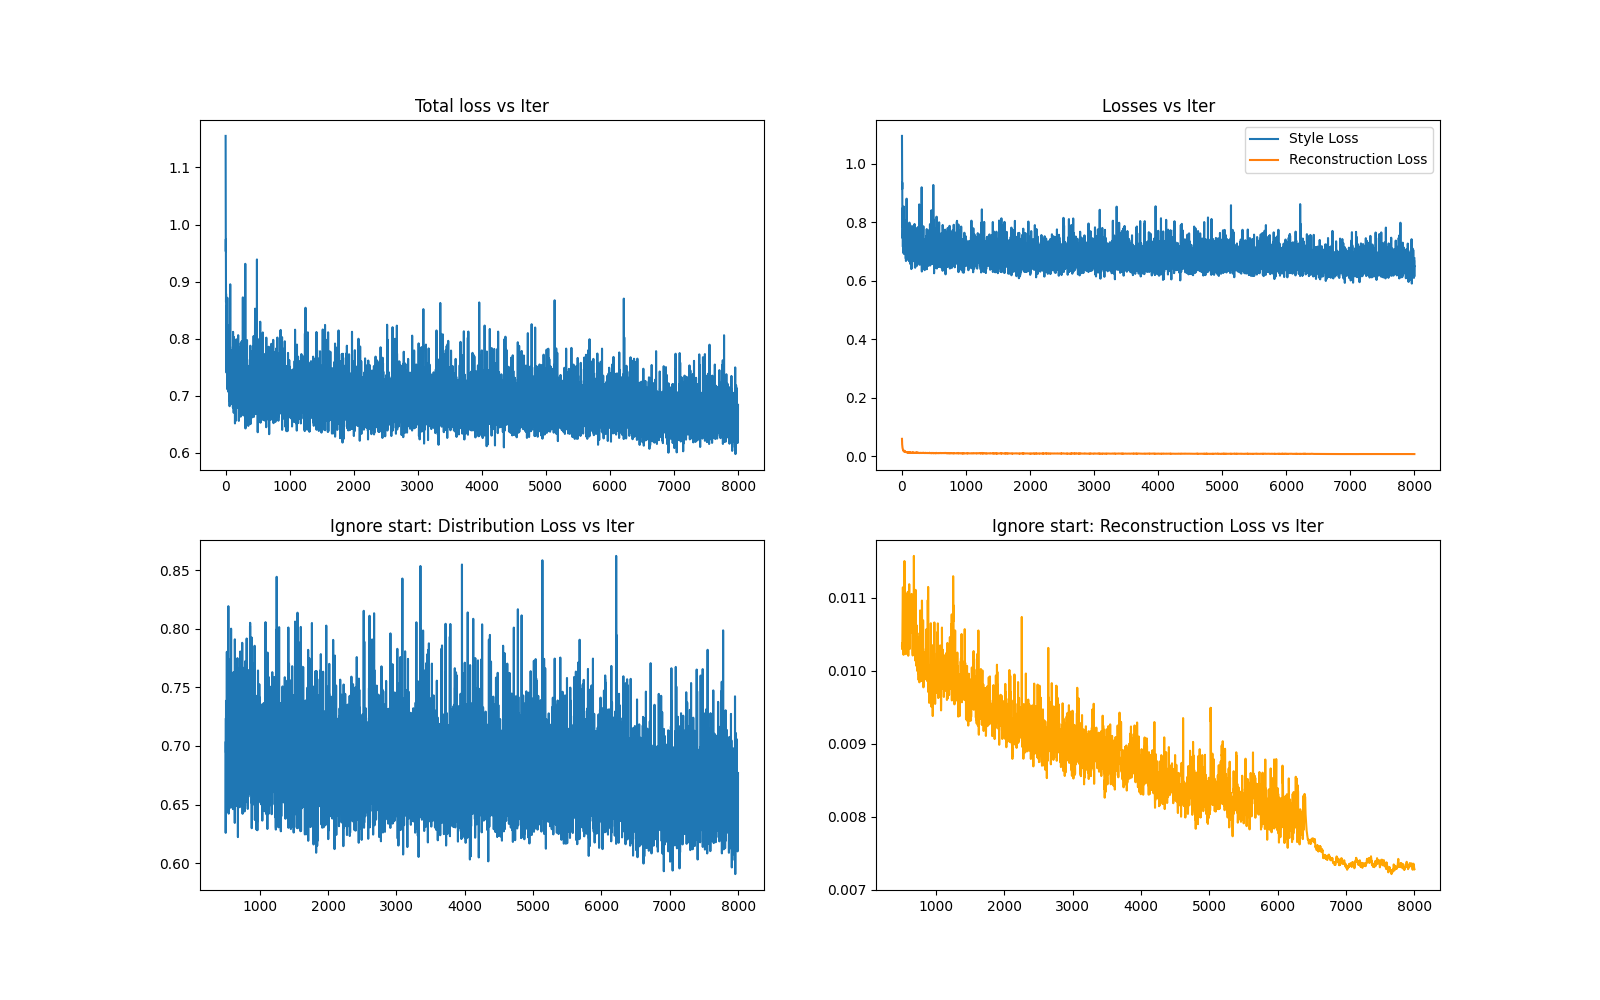 Total loss vs Iter
1.1
1.0
0.9
0.8
0.7
0.6
0 1000 2000 3000 4000 5000 6000 7000 8000
Losses vs Iter
Style Loss
Reconstruction Loss
1.0
0.8
0.6
0.4
0.2
0.0
0 1000 2000 3000 4000 5000 6000 7000 8000
Ignore start: Distribution Loss vs Iter
0.85
0.80
0.75
0.70
0.65
0.60
1000 2000 3000 4000 5000 6000 7000 8000
Ignore start: Reconstruction Loss vs Iter
0.011
0.010
0.009
0.008
0.007
1000 2000 3000 4000 5000 6000 7000 8000